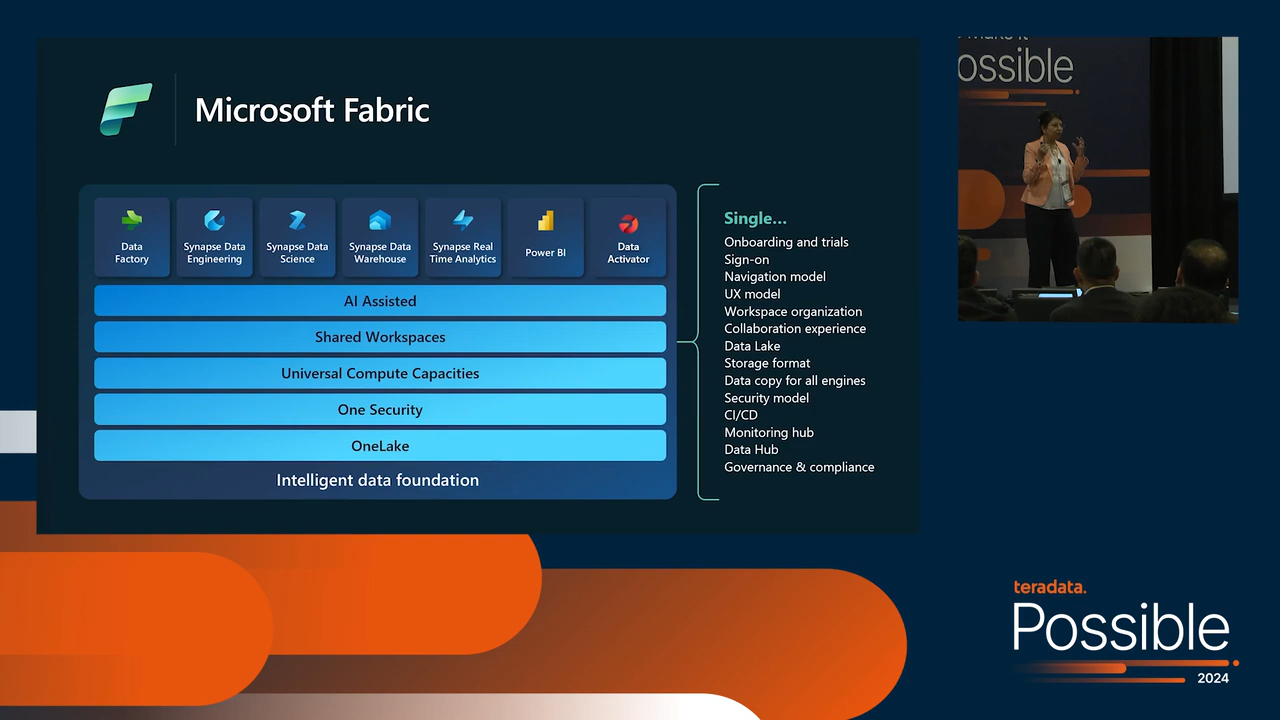 Microsoft Fabric
Data
Factory
Synapse Data
Engineering
Synapse Data
Science
Synapse Data
Warehouse
Synapse Real
Time Analytics
Power BI
Data
Activator
AI Assisted
Shared Workspaces
Universal Compute Capacities
One Security
OneLake
Intelligent data foundation
Single...
Onboarding and trials
Sign-on
Navigation model
UX model
Workspace organization
Collaboration experience
Data Lake
Storage format
Data copy for all engines
Security model
CI/CD
Monitoring hub
Data Hub
Governance & compliance
ossible
teradata.
Possible
2024